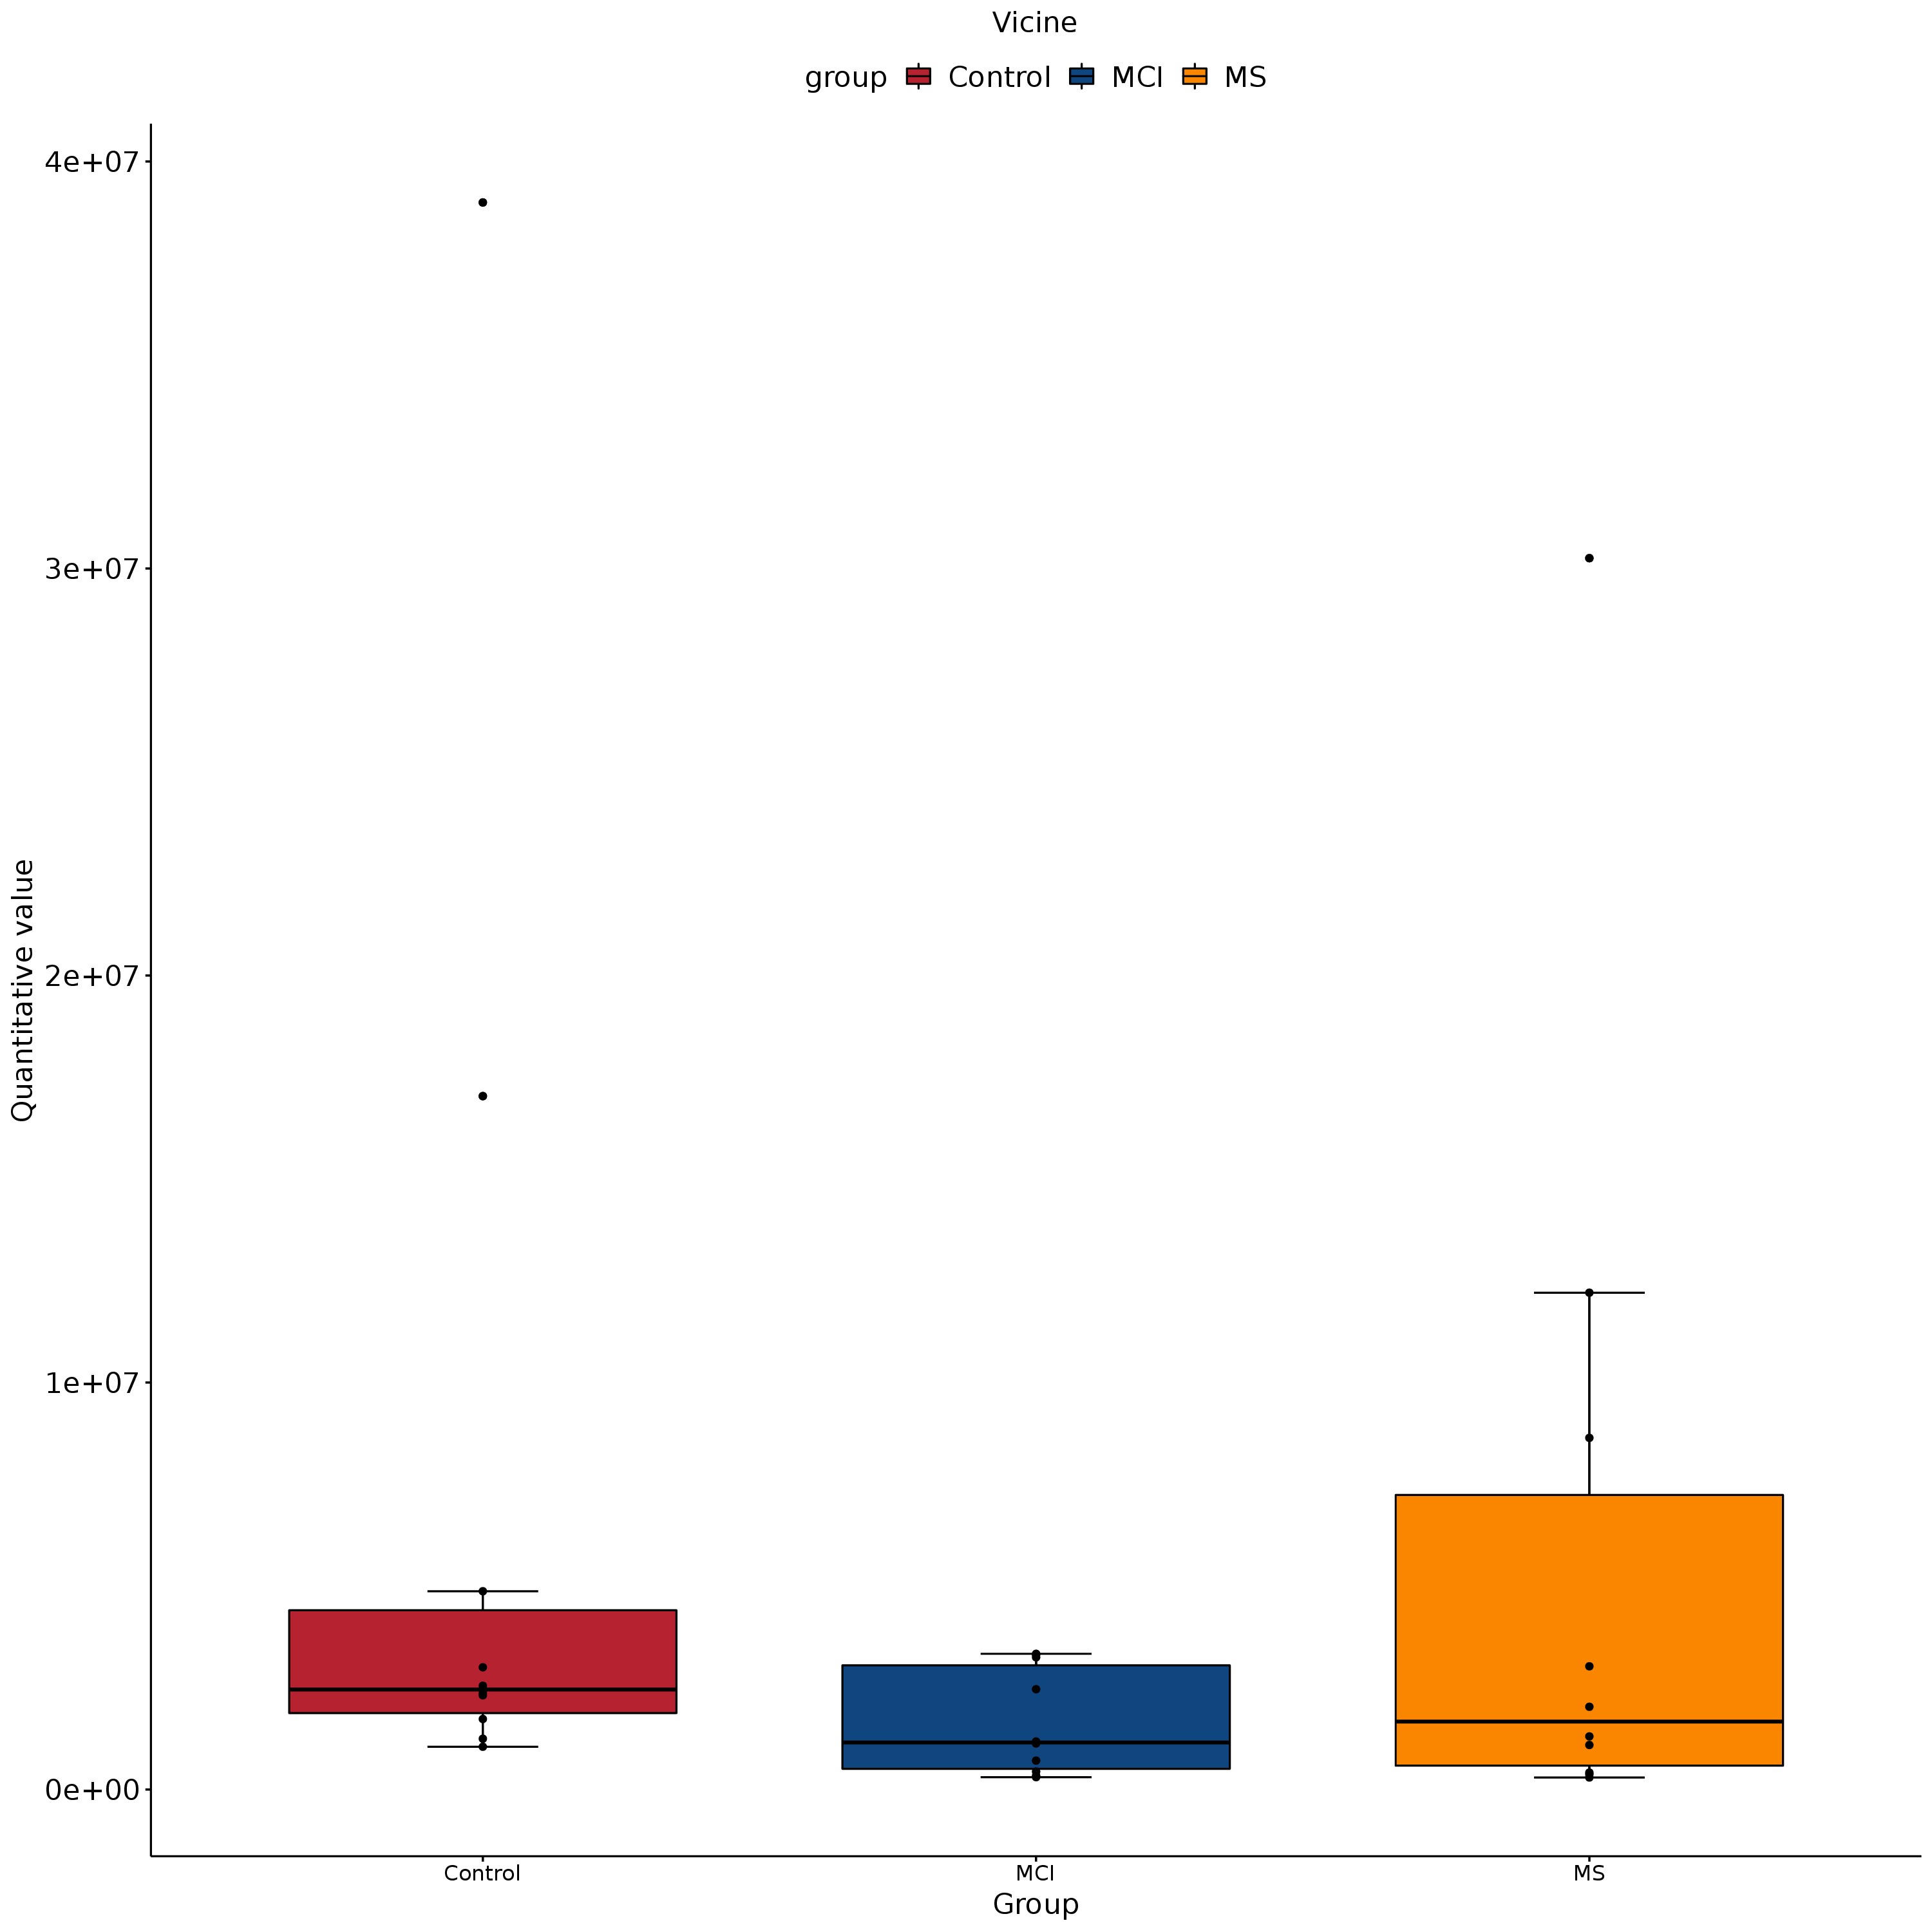 Vicine
group Control MCI MS
4e+07
3e+07
2e+07
1e+07
0e+00
Quantitative value
Control MCI MS
Group